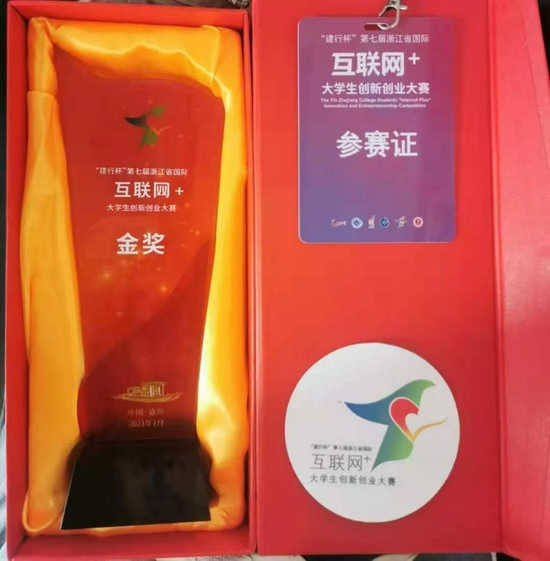 “建行杯”第七届浙江省国际
互联网+
大学生创新创业大赛
金奖
中国·嘉兴
“建行杯”第七届浙江省国际
互联网+
大学生创新创业大赛
The 7th Zhejiang College Students "Internet Plus"
Innovation and Entrepreneurship Competition
参赛证
“建行杯”第七届浙江省国际
互联网+
大学生创新创业大赛